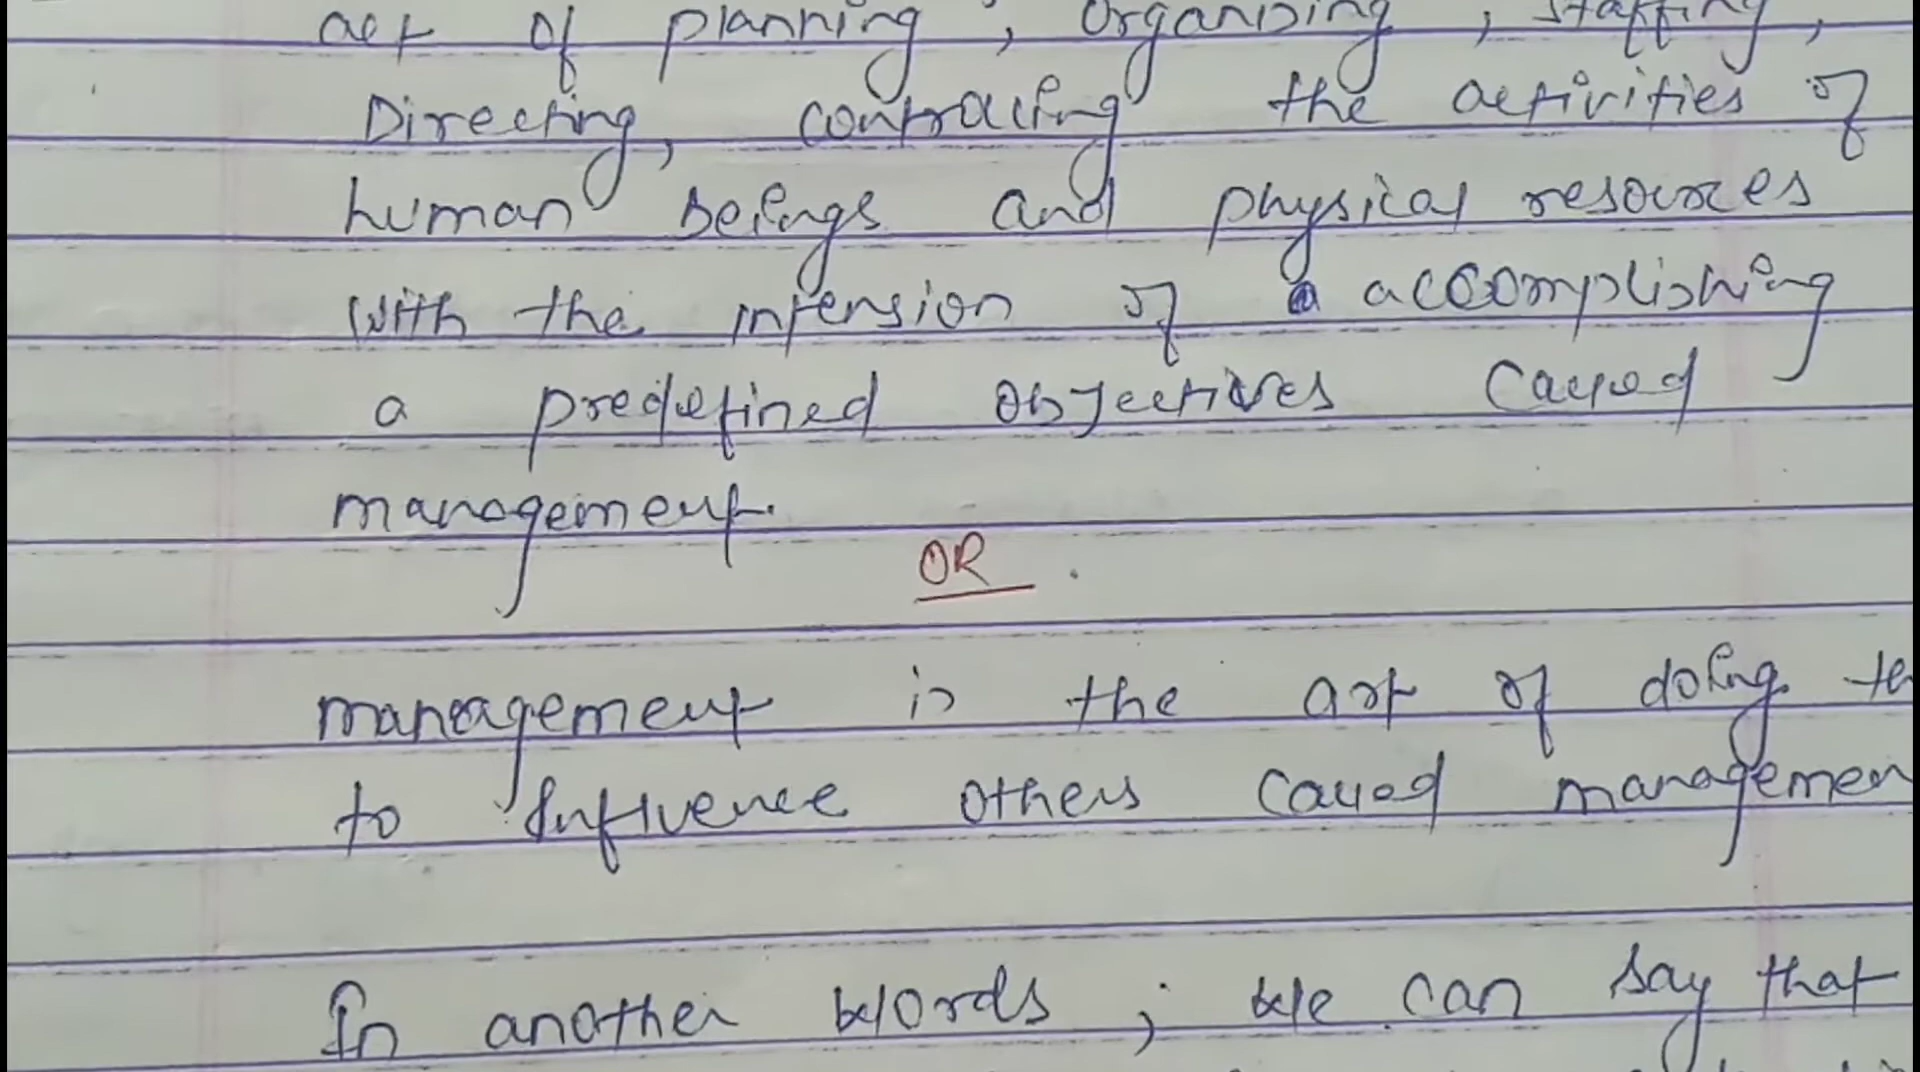 act of planning, Organising, Staffing,
Directing, controlling the activities of
human Beings and physical resources
with the intension of a accomplishing
a predefined Objectives Called
management.
OR
management is the art of doing
to Influence others Called managemen
In another Words, We can say that